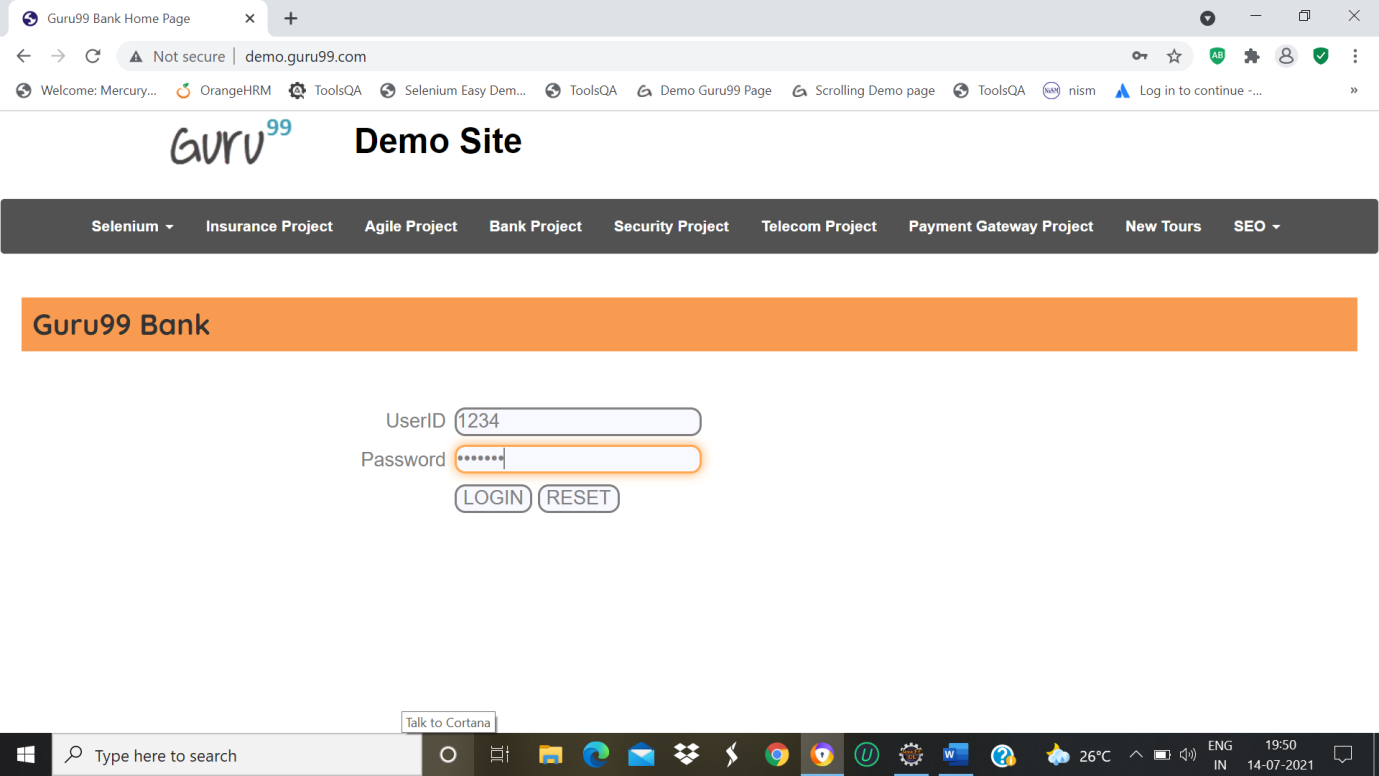 Guru99 Bank Home Page
Not secure demo.guru99.com
Welcome: Mercury... OrangeHRM ToolsQA Selenium Easy Dem... ToolsQA Demo Guru99 Page Scrolling Demo page ToolsQA nism Log in to continue -... »
Guru99 Demo Site
Selenium Insurance Project Agile Project Bank Project Security Project Telecom Project Payment Gateway Project New Tours SEO
Guru99 Bank
UserID 1234
Password •••••••
LOGIN RESET
Talk to Cortana
Type here to search 26°C ENG 19:50
IN 14-07-2021